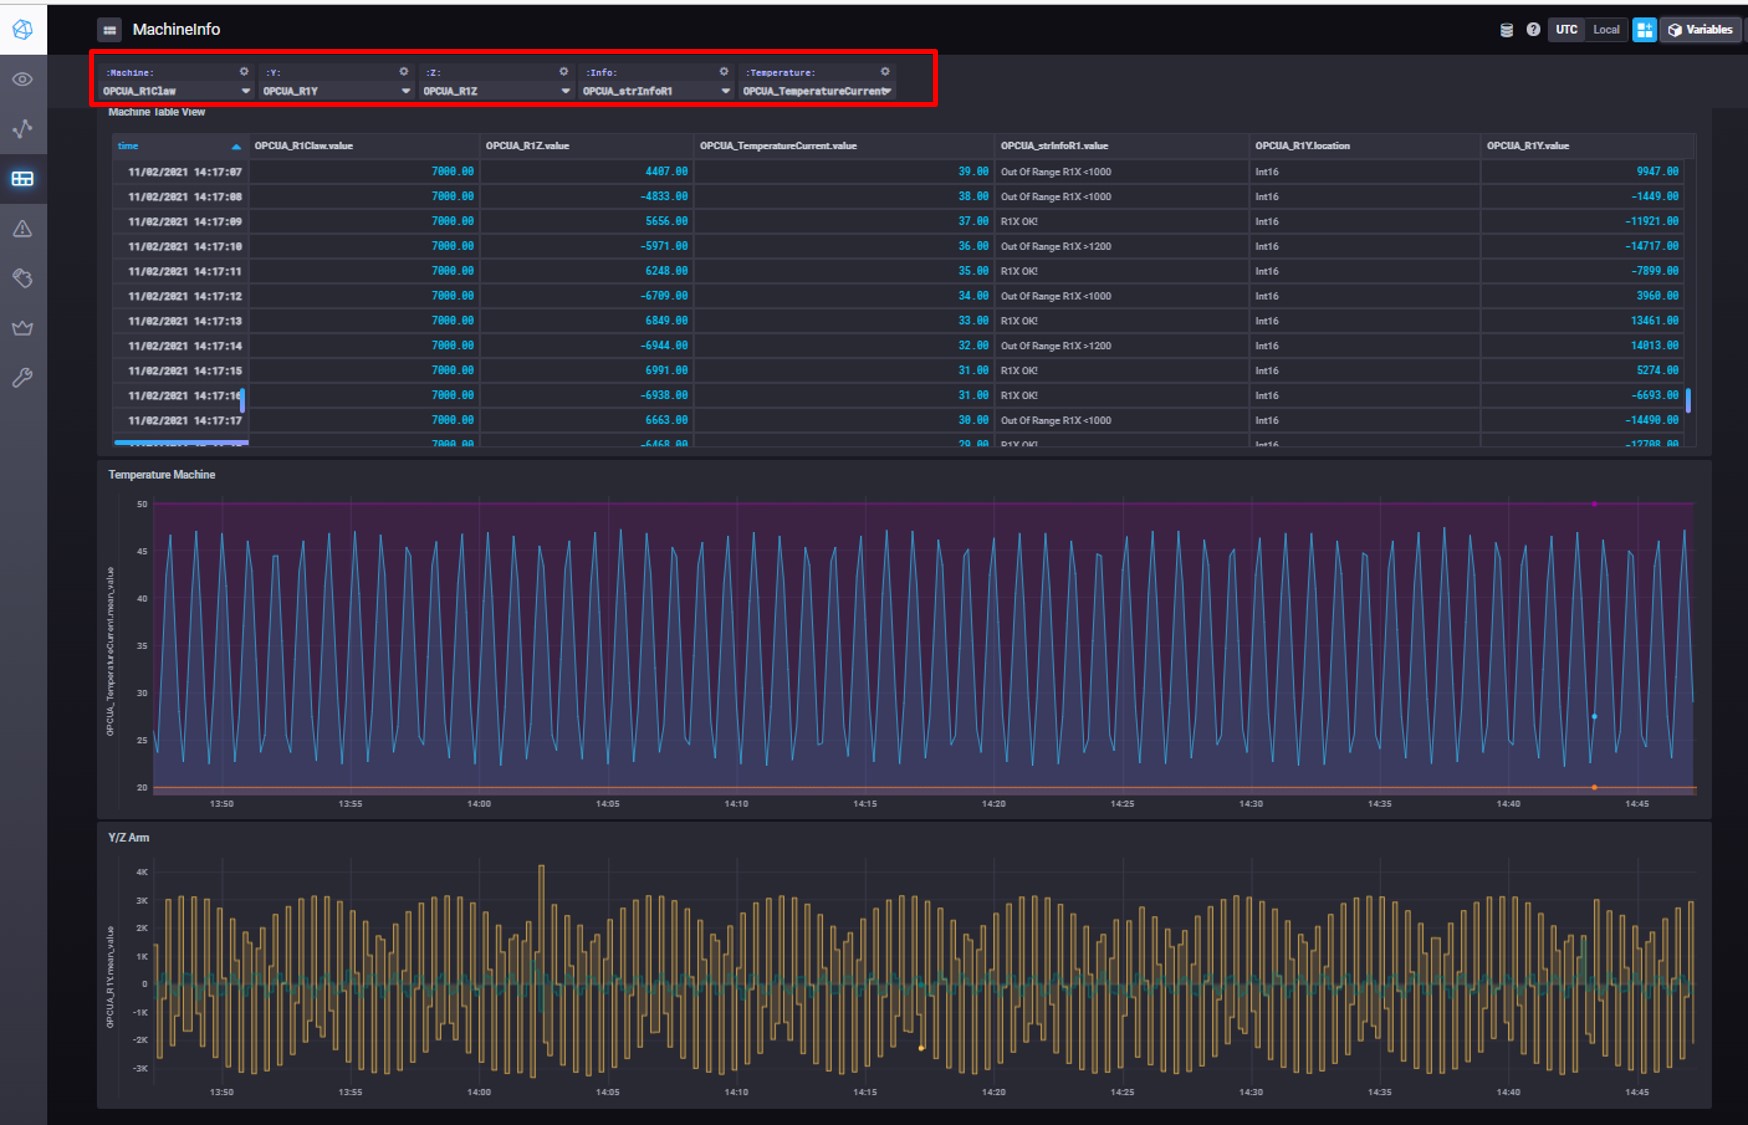 MachineInfo
UTC Local Variables
:Machine: :Y: :Z: :Info: :Temperature:
OPCUA_R1Claw OPCUA_R1Y OPCUA_R1Z OPCUA_strInfoR1 OPCUA_TemperatureCurrent
Machine Table View
time OPCUA_R1Claw.value OPCUA_R1Z.value OPCUA_TemperatureCurrent.value OPCUA_strInfoR1.value OPCUA_R1Y.location OPCUA_R1Y.value
11/02/2021 14:17:07 7000.00 4407.00 39.00 Out Of Range R1X <1000 Int16 9947.00
11/02/2021 14:17:08 7000.00 -4833.00 38.00 Out Of Range R1X <1000 Int16 -1449.00
11/02/2021 14:17:09 7000.00 5656.00 37.00 R1X OK! Int16 -11921.00
11/02/2021 14:17:10 7000.00 -5971.00 36.00 Out Of Range R1X >1200 Int16 -14717.00
11/02/2021 14:17:11 7000.00 6248.00 35.00 R1X OK! Int16 -7899.00
11/02/2021 14:17:12 7000.00 -6709.00 34.00 Out Of Range R1X <1000 Int16 3960.00
11/02/2021 14:17:13 7000.00 6849.00 33.00 R1X OK! Int16 13461.00
11/02/2021 14:17:14 7000.00 -6944.00 32.00 Out Of Range R1X >1200 Int16 14013.00
11/02/2021 14:17:15 7000.00 6991.00 31.00 R1X OK! Int16 5274.00
11/02/2021 14:17:16 7000.00 -6938.00 31.00 R1X OK! Int16 -6693.00
11/02/2021 14:17:17 7000.00 6663.00 30.00 Out Of Range R1X <1000 Int16 -14490.00
7000.00 -6468.00 29.00 R1X OK! Int16 -12708.00
Temperature Machine
OPCUA_TemperatureCurrent.mean_value
50
45
40
35
30
25
20
13:50 13:55 14:00 14:05 14:10 14:15 14:20 14:25 14:30 14:35 14:40 14:45
Y/Z Arm
OPCUA_R1Y.mean_value
4K
3K
2K
1K
0
-1K
-2K
-3K
13:50 13:55 14:00 14:05 14:10 14:15 14:20 14:25 14:30 14:35 14:40 14:45